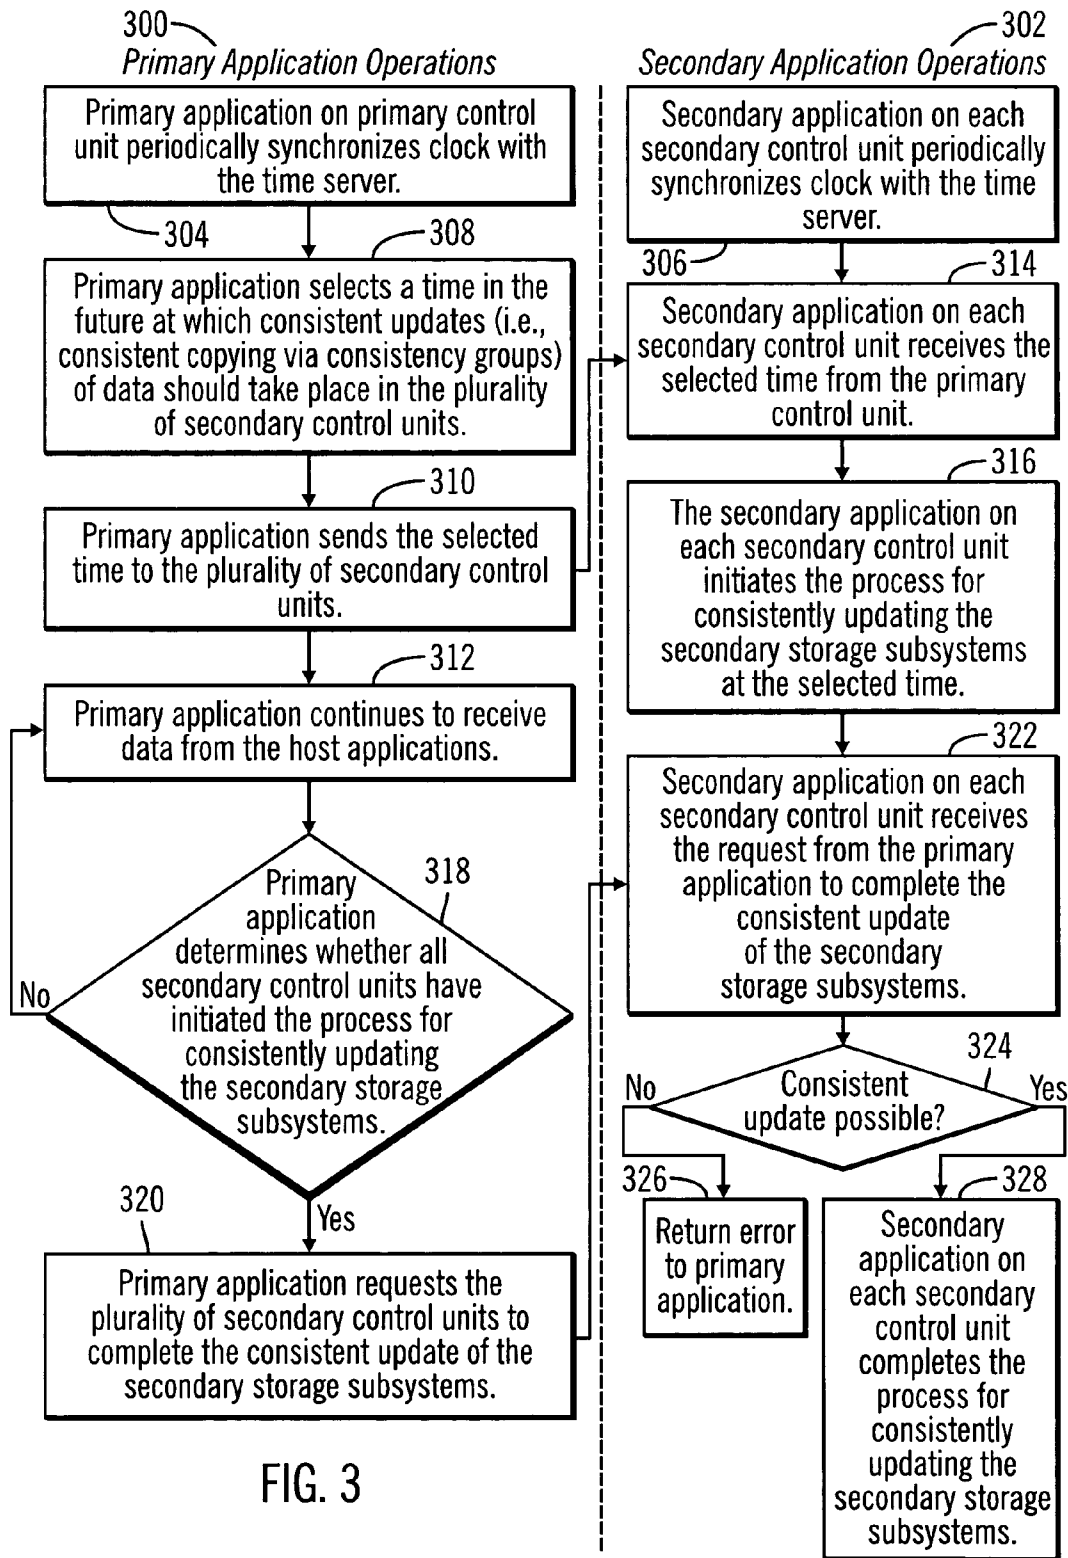 300
Primary Application Operations
Primary application on primary control
unit periodically synchronizes clock with
the time server.
304
308
Primary application selects a time in the
future at which consistent updates (i.e.,
consistent copying via consistency groups)
of data should take place in the plurality
of secondary control units.
310
Primary application sends the selected
time to the plurality of secondary control
units.
312
Primary application continues to receive
data from the host applications.
318
Primary
application
determines whether all
secondary control units have
initiated the process for
consistently updating
the secondary storage
subsystems.
No
Yes
320
Primary application requests the
plurality of secondary control units to
complete the consistent update of the
secondary storage subsystems.
FIG. 3
302
Secondary Application Operations
Secondary application on each
secondary control unit periodically
synchronizes clock with the time
server.
306
314
Secondary application on each
secondary control unit receives the
selected time from the primary
control unit.
316
The secondary application on
each secondary control unit
initiates the process for
consistently updating the
secondary storage subsystems
at the selected time.
322
Secondary application on each
secondary control unit receives
the request from the primary
application to complete the
consistent update
of the secondary
storage subsystems.
324
No
Consistent
update possible?
Yes
326
Return error
to primary
application.
328
Secondary
application on
each secondary
control unit
completes the
process for
consistently
updating the
secondary storage
subsystems.